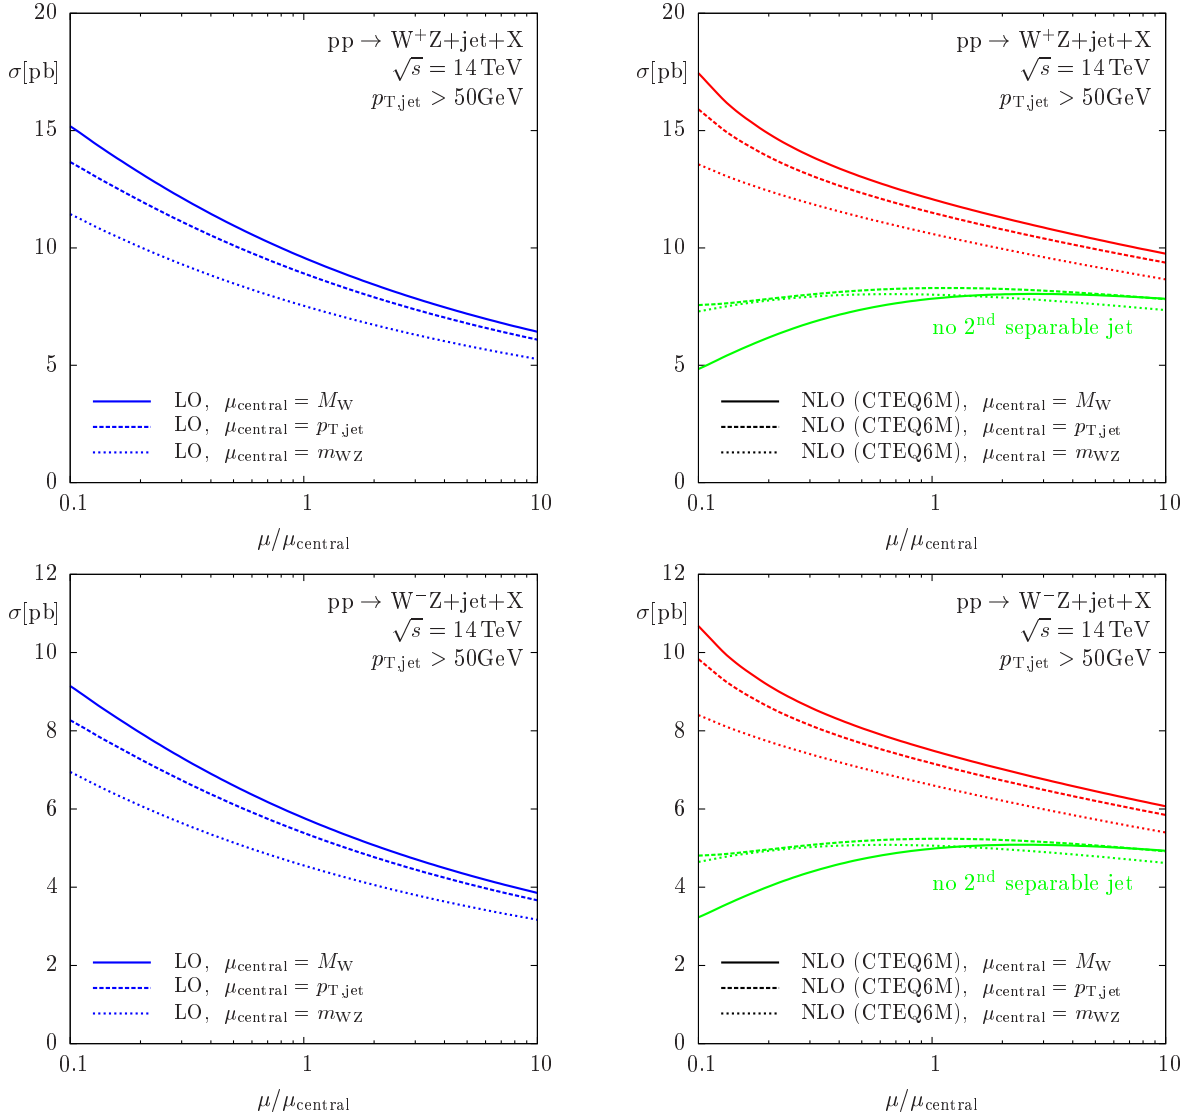 20
15
10
5
0
σ[pb]
pp → W⁺Z+jet+X
√s = 14 TeV
p_T,jet > 50GeV
LO, μ_central = M_W
LO, μ_central = p_T,jet
LO, μ_central = m_WZ
0.1 1 10
μ/μ_central
20
15
10
5
0
σ[pb]
pp → W⁺Z+jet+X
√s = 14 TeV
p_T,jet > 50GeV
no 2nd separable jet
NLO (CTEQ6M), μ_central = M_W
NLO (CTEQ6M), μ_central = p_T,jet
NLO (CTEQ6M), μ_central = m_WZ
0.1 1 10
μ/μ_central
12
10
8
6
4
2
0
σ[pb]
pp → W⁻Z+jet+X
√s = 14 TeV
p_T,jet > 50GeV
LO, μ_central = M_W
LO, μ_central = p_T,jet
LO, μ_central = m_WZ
0.1 1 10
μ/μ_central
12
10
8
6
4
2
0
σ[pb]
pp → W⁻Z+jet+X
√s = 14 TeV
p_T,jet > 50GeV
no 2nd separable jet
NLO (CTEQ6M), μ_central = M_W
NLO (CTEQ6M), μ_central = p_T,jet
NLO (CTEQ6M), μ_central = m_WZ
0.1 1 10
μ/μ_central